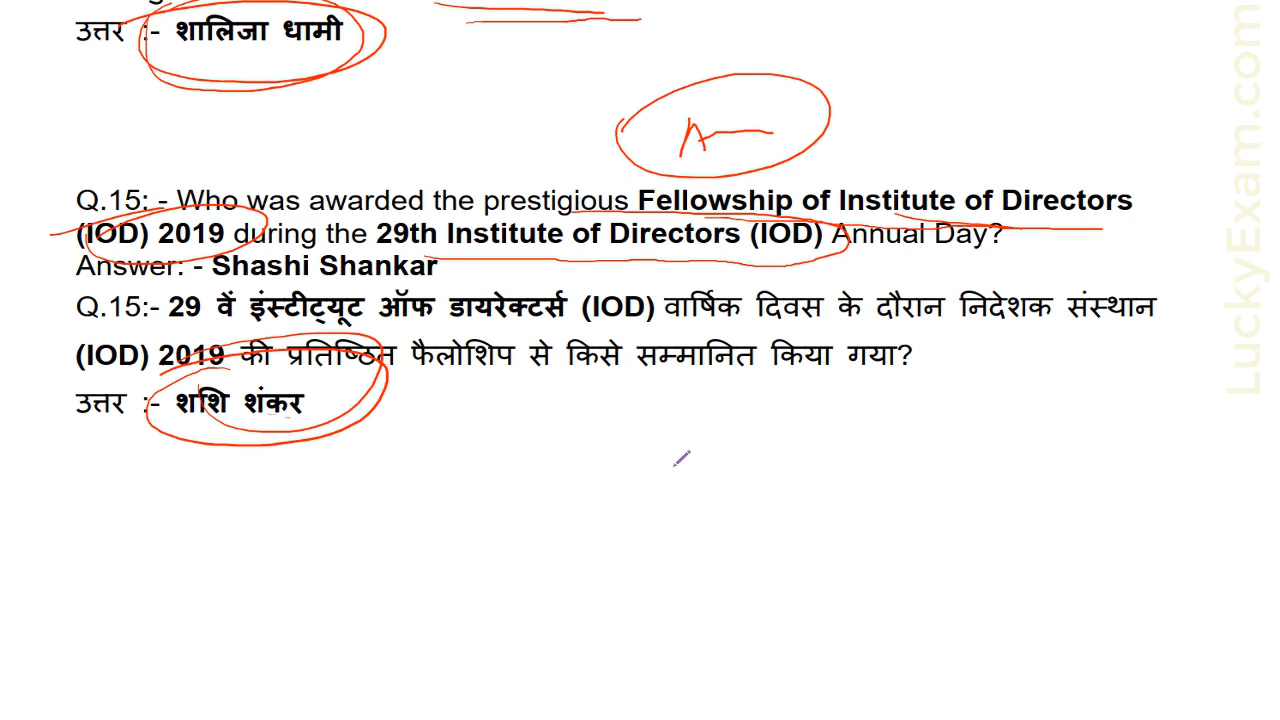 उत्तर :- शालिजा धामी
Q.15: - Who was awarded the prestigious Fellowship of Institute of Directors
(IOD) 2019 during the 29th Institute of Directors (IOD) Annual Day?
Answer: - Shashi Shankar
Q.15:- 29 वें इंस्टीट्यूट ऑफ डायरेक्टर्स (IOD) वार्षिक दिवस के दौरान निदेशक संस्थान
(IOD) 2019 की प्रतिष्ठित फैलोशिप से किसे सम्मानित किया गया?
उत्तर :- शशि शंकर
LuckyExam.com